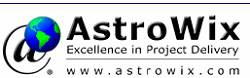 @ AstroWix
Excellence in Project Delivery
® www.astrowix.com